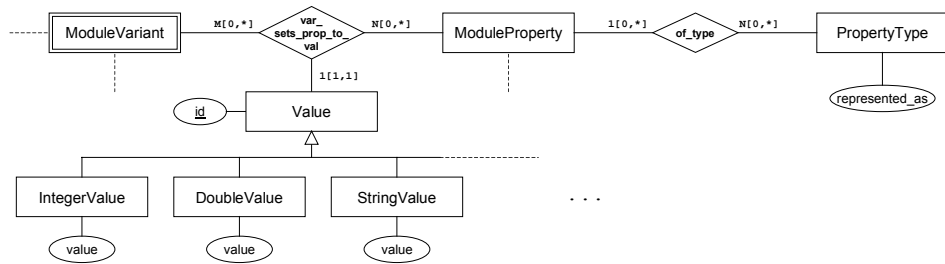 ModuleVariant
M[0,*]
var_
sets_prop_to_
val
N[0,*]
ModuleProperty
1[0,*]
of_type
N[0,*]
PropertyType
1[1,1]
represented_as
id
Value
IntegerValue
DoubleValue
StringValue
. . .
value
value
value